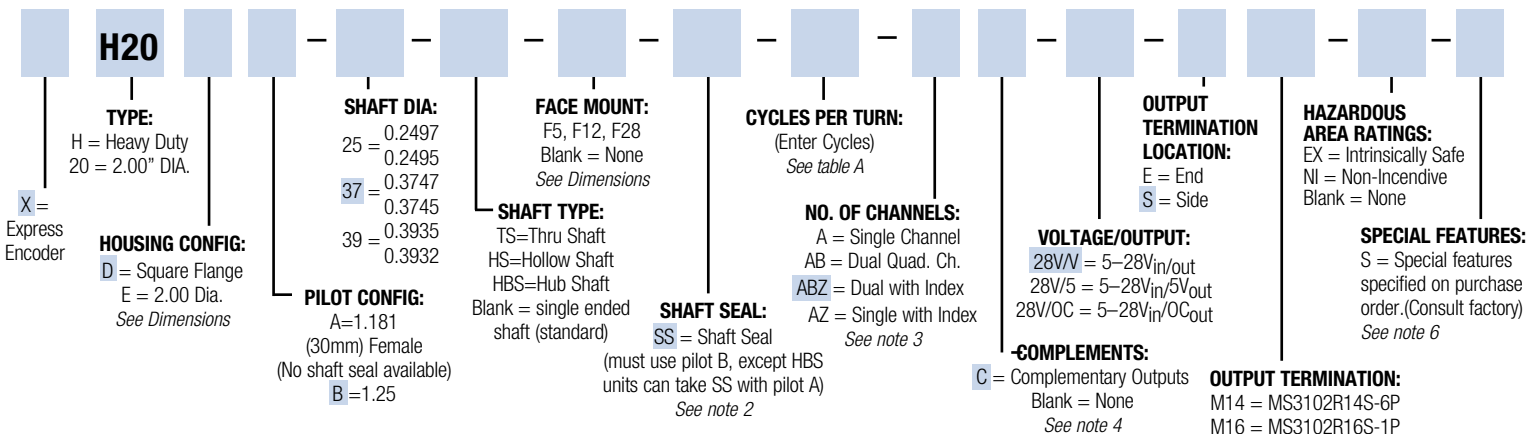 H20
TYPE:
H = Heavy Duty
20 = 2.00” DIA.
X =
Express
Encoder
HOUSING CONFIG:
D = Square Flange
E = 2.00 Dia.
See Dimensions
PILOT CONFIG:
A=1.181
(30mm) Female
(No shaft seal available)
B =1.25
SHAFT DIA:
25 = 0.2497
0.2495
37 = 0.3747
0.3745
39 = 0.3935
0.3932
SHAFT TYPE:
TS=Thru Shaft
HS=Hollow Shaft
HBS=Hub Shaft
Blank = single ended
shaft (standard)
FACE MOUNT:
F5, F12, F28
Blank = None
See Dimensions
SHAFT SEAL:
SS = Shaft Seal
(must use pilot B, except HBS
units can take SS with pilot A)
See note 2
CYCLES PER TURN:
(Enter Cycles)
See table A
NO. OF CHANNELS:
A = Single Channel
AB = Dual Quad. Ch.
ABZ = Dual with Index
AZ = Single with Index
See note 3
COMPLEMENTS:
C = Complementary Outputs
Blank = None
See note 4
VOLTAGE/OUTPUT:
28V/V = 5–28Vin/out
28V/5 = 5–28Vin/5Vout
28V/OC = 5–28Vin/OCout
OUTPUT
TERMINATION
LOCATION:
E = End
S = Side
OUTPUT TERMINATION:
M14 = MS3102R14S-6P
M16 = MS3102R16S-1P
HAZARDOUS
AREA RATINGS:
EX = Intrinsically Safe
NI = Non-Incendive
Blank = None
SPECIAL FEATURES:
S = Special features
specified on purchase
order.(Consult factory)
See note 6